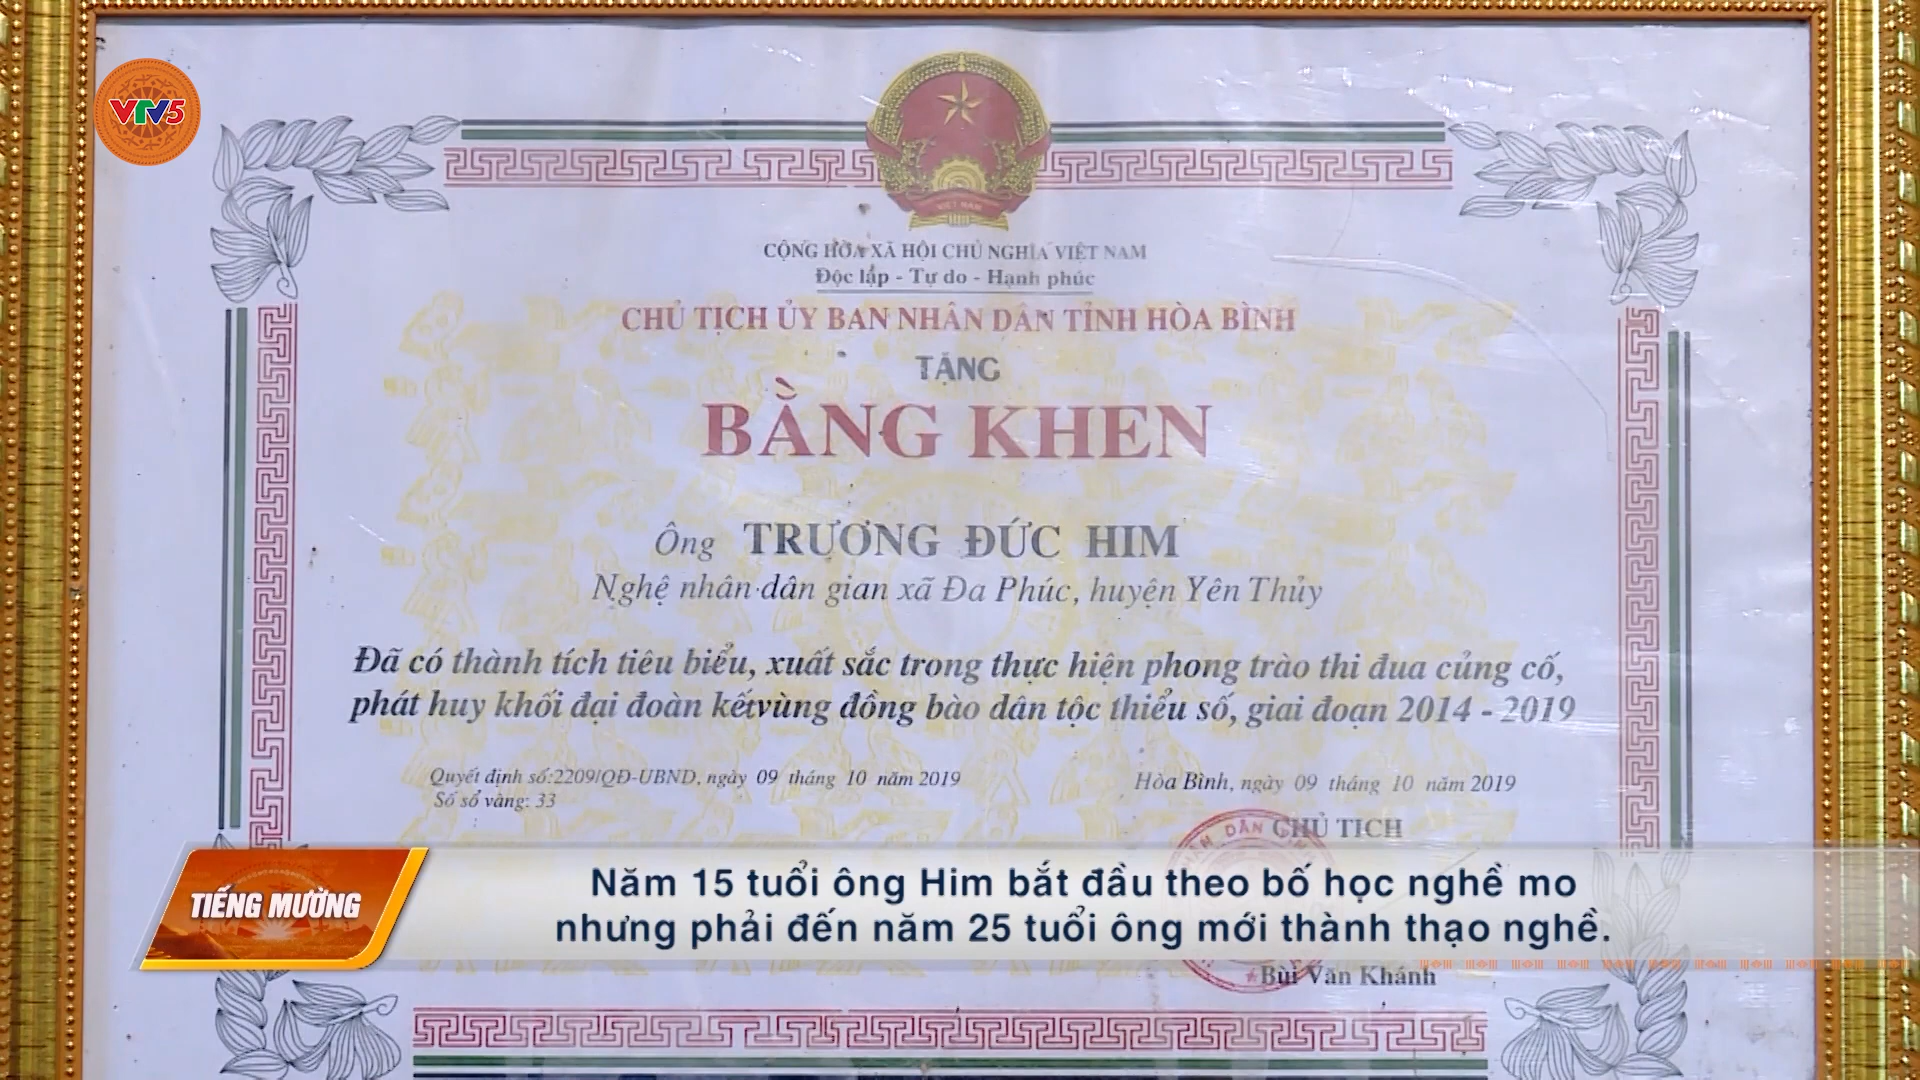 VTV5
VIỆT NAM
CỘNG HÒA XÃ HỘI CHỦ NGHĨA VIỆT NAM
Độc lập - Tự do - Hạnh phúc
CHỦ TỊCH ỦY BAN NHÂN DÂN TỈNH HÒA BÌNH
TẶNG
BẰNG KHEN
Ông TRƯƠNG ĐỨC HIM
Nghệ nhân dân gian xã Đa Phúc, huyện Yên Thủy
Đã có thành tích tiêu biểu, xuất sắc trong thực hiện phong trào thi đua củng cố,
phát huy khối đại đoàn kết vùng đồng bào dân tộc thiểu số, giai đoạn 2014 - 2019
Quyết định số:2209/QĐ-UBND, ngày 09 tháng 10 năm 2019
Số sổ vàng: 33
Hòa Bình, ngày 09 tháng 10 năm 2019
CHỦ TỊCH
DÂN
TIẾNG MƯỜNG
Năm 15 tuổi ông Him bắt đầu theo bố học nghề mo
nhưng phải đến năm 25 tuổi ông mới thành thạo nghề.
Bùi Văn Khánh